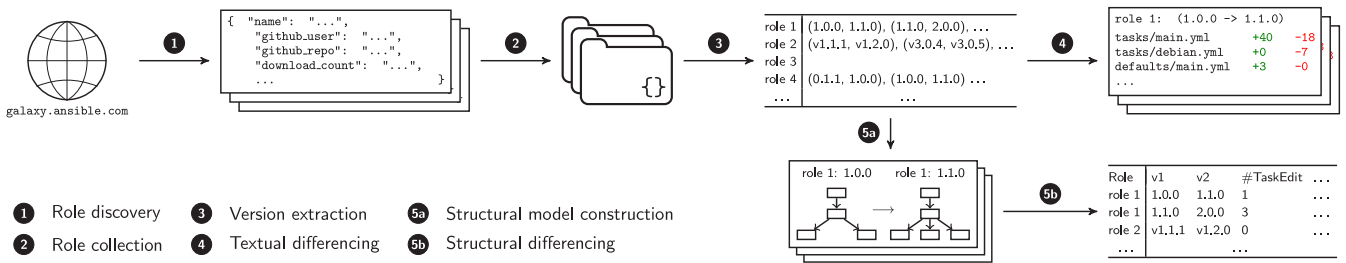 galaxy.ansible.com
1
{ "name": "...",
"github_user": "...",
"github_repo": "...",
"download_count": "...",
... }
2
{}
3
role 1 (1.0.0, 1.1.0), (1.1.0, 2.0.0), ...
role 2 (v1.1.1, v1.2.0), (v3.0.4, v3.0.5), ...
role 3
role 4 (0.1.1, 1.0.0), (1.0.0, 1.1.0) ...
... ...
4
role 1: (1.0.0 -> 1.1.0)
tasks/main.yml +40 -18
tasks/debian.yml +0 -7
defaults/main.yml +3 -0
...
5a
role 1: 1.0.0 role 1: 1.1.0
5b
Role v1 v2 #TaskEdit ...
role 1 1.0.0 1.1.0 1 ...
role 1 1.1.0 2.0.0 3 ...
role 2 v1.1.1 v1.2.0 0 ...
... ...
1 Role discovery 3 Version extraction 5a Structural model construction
2 Role collection 4 Textual differencing 5b Structural differencing